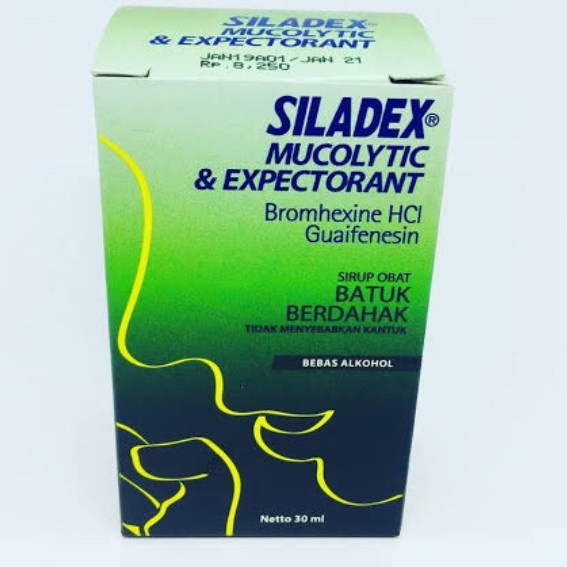 SILADEX®
MUCOLYTIC
& EXPECTORANT
JAN19A01/JAN 21
Rp.8,250
SILADEX®
MUCOLYTIC
& EXPECTORANT
Bromhexine HCl
Guaifenesin
SIRUP OBAT
BATUK
BERDAHAK
TIDAK MENYEBABKAN KANTUK
BEBAS ALKOHOL
Netto 30 ml